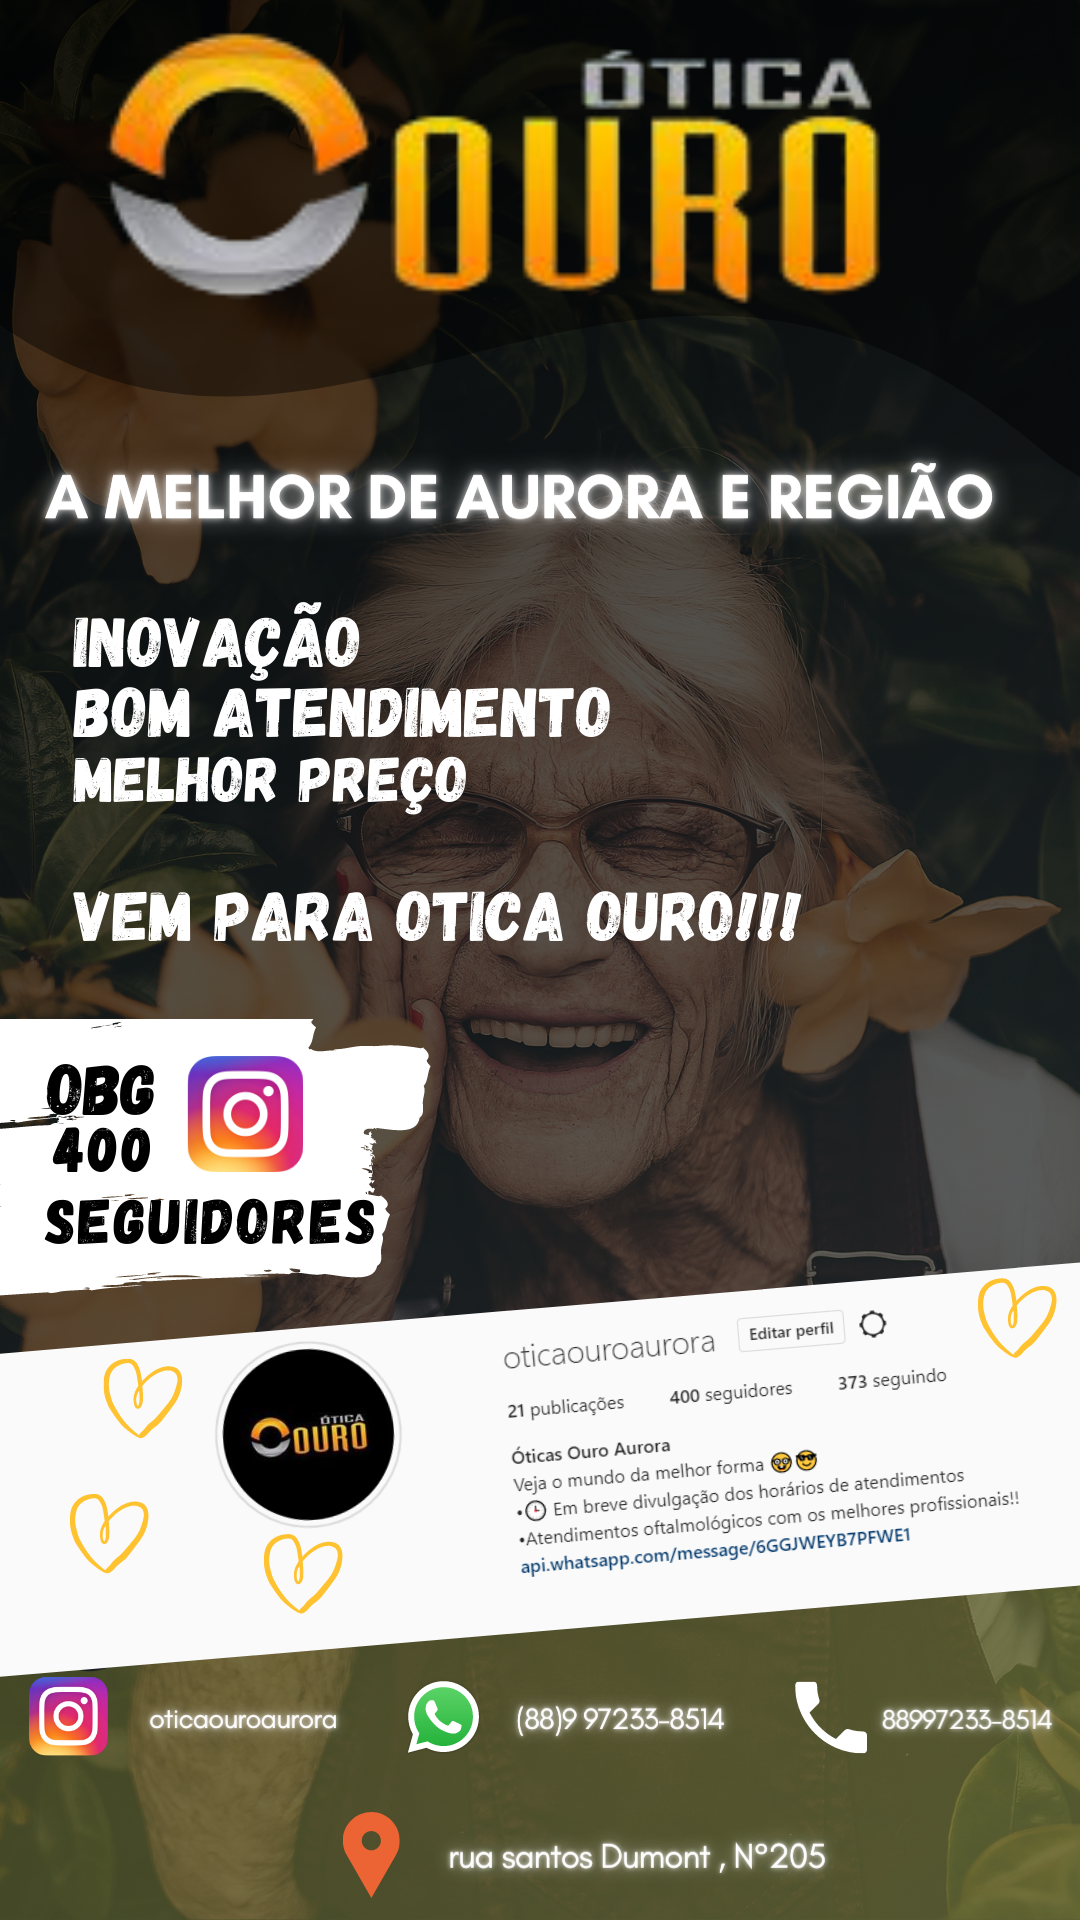 ÓTICA
OURO
A MELHOR DE AURORA E REGIÃO
INOVAÇÃO
BOM ATENDIMENTO
MELHOR PREÇO
VEM PARA OTICA OURO!!!
OBG
400
SEGUIDORES
oticaouroaurora Editar perfil
21 publicações 400 seguidores 373 seguindo
ÓTICA
OURO
Óticas Ouro Aurora
Veja o mundo da melhor forma 🤓😎
•🕒 Em breve divulgação dos horários de atendimentos
•Atendimentos oftalmológicos com os melhores profissionais!!
api.whatsapp.com/message/6GGJWEYB7PFWE1
oticaouroaurora (88)9 97233-8514 88997233-8514
rua santos Dumont , N°205